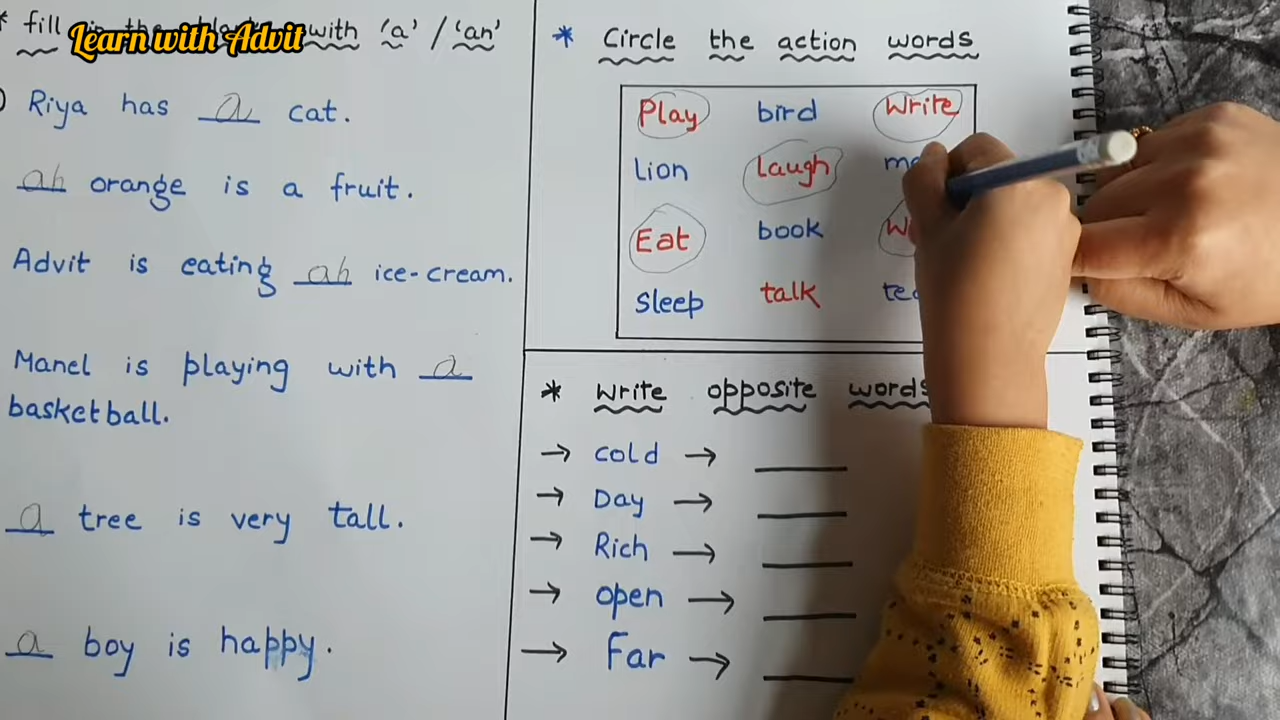 * fill in the with 'a' / 'an'
Learn with Advit
Riya has a cat.
an orange is a fruit.
Advit is eating an ice-cream.
Manel is playing with a
basketball.
a tree is very tall.
a boy is happy.
* Circle the action words
Play bird Write
lion laugh
Eat book
sleep talk
* Write opposite words
→ cold →
→ Day →
→ Rich →
→ open →
→ Far →